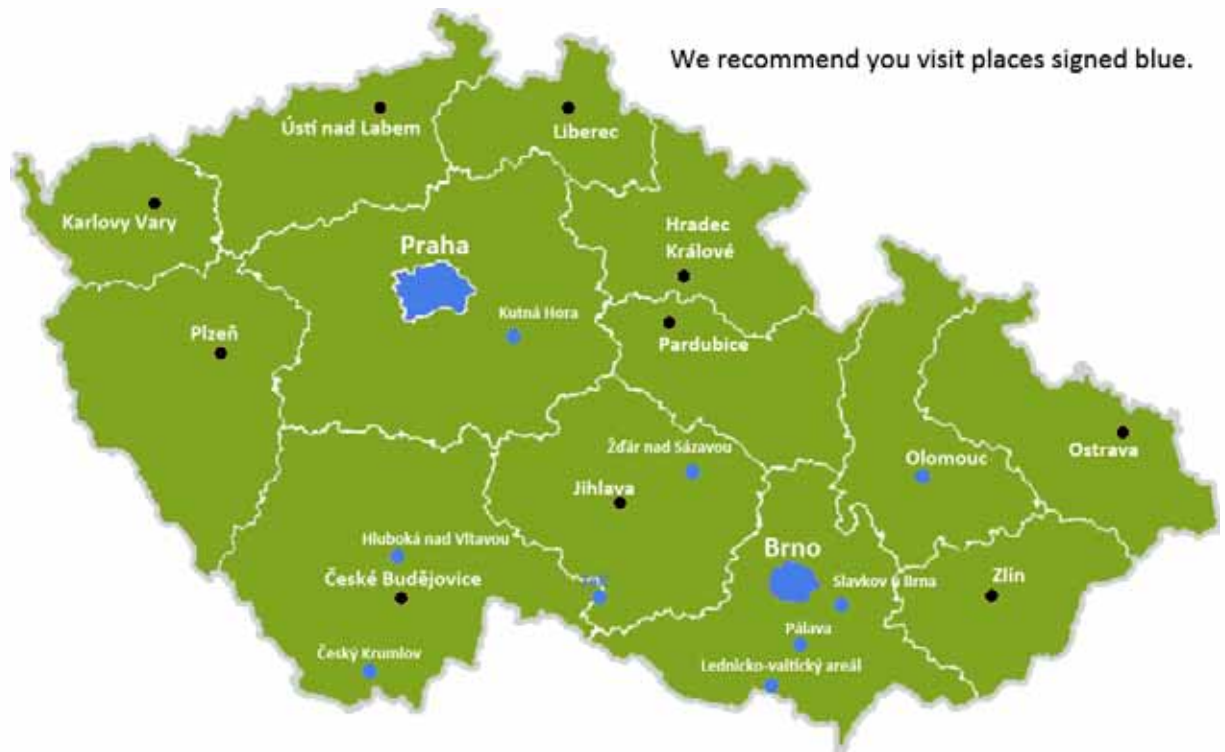 We recommend you visit places signed blue.
Ústí nad Labem
Liberec
Karlovy Vary
Hradec
Králové
Praha
Kutná Hora
Plzeň
Pardubice
Žďár nad Sázavou
Olomouc
Ostrava
Jihlava
Hluboká nad Vltavou
Brno
České Budějovice
Slavkov u Brna
Zlín
Pálava
Český Krumlov
Lednicko-valtický areál